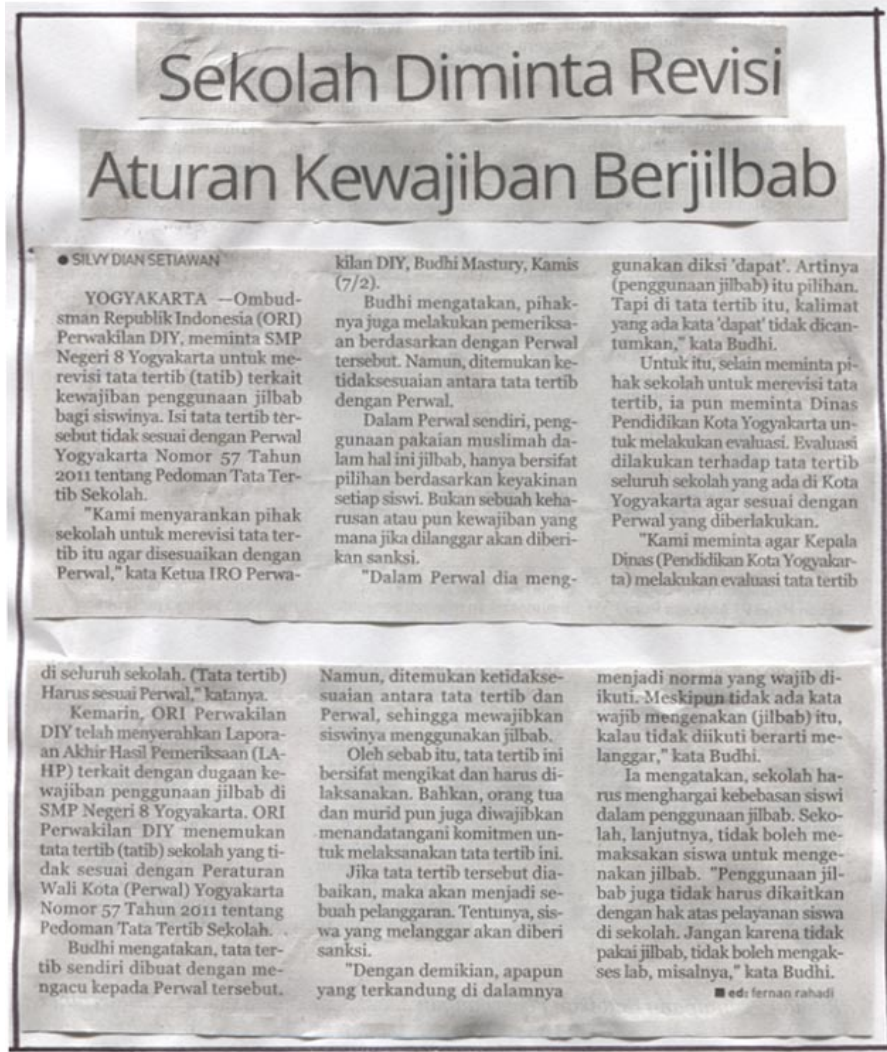 Sekolah Diminta Revisi
Aturan Kewajiban Berjilbab
● SILVY DIAN SETIAWAN
YOGYAKARTA —Ombud-
sman Republik Indonesia (ORI)
Perwakilan DIY, meminta SMP
Negeri 8 Yogyakarta untuk me-
revisi tata tertib (tatib) terkait
kewajiban penggunaan jilbab
bagi siswinya. Isi tata tertib ter-
sebut tidak sesuai dengan Perwal
Yogyakarta Nomor 57 Tahun
2011 tentang Pedoman Tata Ter-
tib Sekolah.
"Kami menyarankan pihak
sekolah untuk merevisi tata ter-
tib itu agar disesuaikan dengan
Perwal," kata Ketua IRO Perwa-
kilan DIY, Budhi Mastury, Kamis
(7/2).
Budhi mengatakan, pihak-
nya juga melakukan pemeriksa-
an berdasarkan dengan Perwal
tersebut. Namun, ditemukan ke-
tidaksesuaian antara tata tertib
dengan Perwal.
Dalam Perwal sendiri, peng-
gunaan pakaian muslimah da-
lam hal ini jilbab, hanya bersifat
pilihan berdasarkan keyakinan
setiap siswi. Bukan sebuah keha-
rusan atau pun kewajiban yang
mana jika dilanggar akan diberi-
kan sanksi.
"Dalam Perwal dia meng-
gunakan diksi 'dapat'. Artinya
(penggunaan jilbab) itu pilihan.
Tapi di tata tertib itu, kalimat
yang ada kata 'dapat' tidak dican-
tumkan," kata Budhi.
Untuk itu, selain meminta pi-
hak sekolah untuk merevisi tata
tertib, ia pun meminta Dinas
Pendidikan Kota Yogyakarta un-
tuk melakukan evaluasi. Evaluasi
dilakukan terhadap tata tertib
seluruh sekolah yang ada di Kota
Yogyakarta agar sesuai dengan
Perwal yang diberlakukan.
"Kami meminta agar Kepala
Dinas (Pendidikan Kota Yogyakar-
ta) melakukan evaluasi tata tertib
di seluruh sekolah. (Tata tertib)
Harus sesuai Perwal," katanya.
Kemarin, ORI Perwakilan
DIY telah menyerahkan Lapora-
an Akhir Hasil Pemeriksaan (LA-
HP) terkait dengan dugaan ke-
wajiban penggunaan jilbab di
SMP Negeri 8 Yogyakarta. ORI
Perwakilan DIY menemukan
tata tertib (tatib) sekolah yang ti-
dak sesuai dengan Peraturan
Wali Kota (Perwal) Yogyakarta
Nomor 57 Tahun 2011 tentang
Pedoman Tata Tertib Sekolah.
Budhi mengatakan, tata ter-
tib sendiri dibuat dengan me-
ngacu kepada Perwal tersebut.
Namun, ditemukan ketidakse-
suaian antara tata tertib dan
Perwal, sehingga mewajibkan
siswinya menggunakan jilbab.
Oleh sebab itu, tata tertib ini
bersifat mengikat dan harus di-
laksanakan. Bahkan, orang tua
dan murid pun juga diwajibkan
menandatangani komitmen un-
tuk melaksanakan tata tertib ini.
Jika tata tertib tersebut dia-
baikan, maka akan menjadi se-
buah pelanggaran. Tentunya, sis-
wa yang melanggar akan diberi
sanksi.
"Dengan demikian, apapun
yang terkandung di dalamnya
menjadi norma yang wajib di-
ikuti. Meskipun tidak ada kata
wajib mengenakan (jilbab) itu,
kalau tidak diikuti berarti me-
langgar," kata Budhi.
Ia mengatakan, sekolah ha-
rus menghargai kebebasan siswi
dalam penggunaan jilbab. Seko-
lah, lanjutnya, tidak boleh me-
maksakan siswa untuk menge-
nakan jilbab. "Penggunaan jil-
bab juga tidak harus dikaitkan
dengan hak atas pelayanan siswa
di sekolah. Jangan karena tidak
pakai jilbab, tidak boleh mengak-
ses lab, misalnya," kata Budhi.
■ ed: fernan rahadi